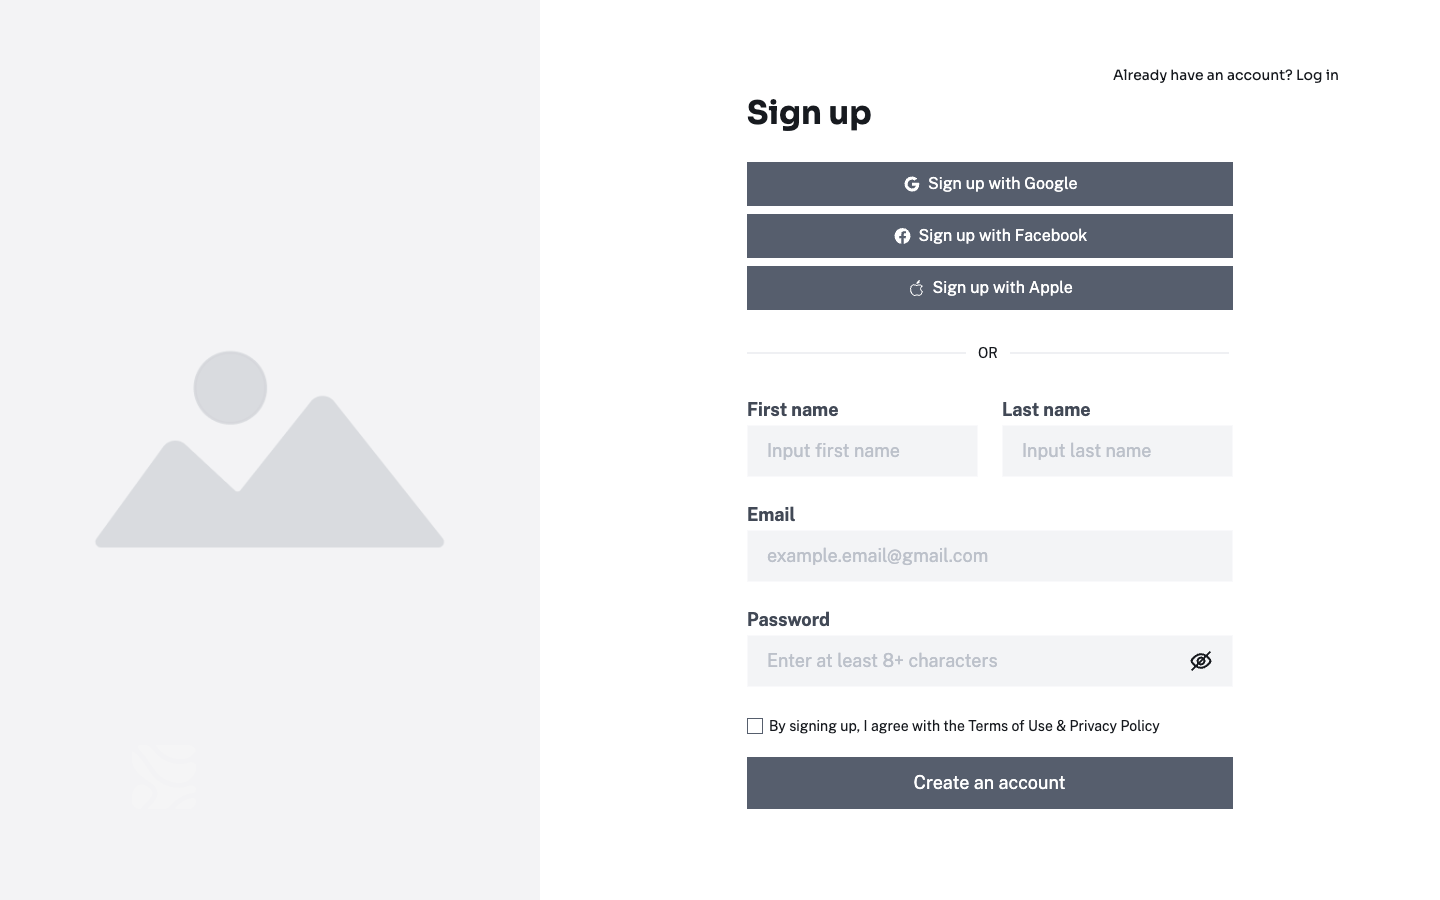 Already have an account? Log in
Sign up
Sign up with Google
Sign up with Facebook
Sign up with Apple
OR
First name
Last name
Input first name
Input last name
Email
example.email@gmail.com
Password
Enter at least 8+ characters
By signing up, I agree with the Terms of Use & Privacy Policy
Create an account